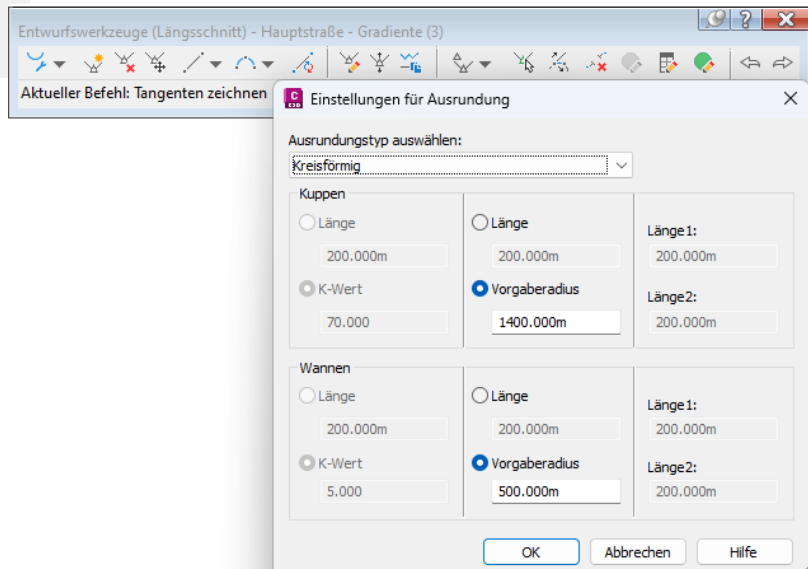 Entwurfswerkzeuge (Längsschnitt) - Hauptstraße - Gradiente (3)
Aktueller Befehl: Tangenten zeichnen
C
C3D
Einstellungen für Ausrundung
Ausrundungstyp auswählen:
Kreisförmig
Kuppen
Länge
200.000m
K-Wert
70.000
Länge
200.000m
Vorgaberadius
1400.000m
Länge1:
200.000m
Länge2:
200.000m
Wannen
Länge
200.000m
K-Wert
5.000
Länge
200.000m
Vorgaberadius
500.000m
Länge1:
200.000m
Länge2:
200.000m
OK Abbrechen Hilfe